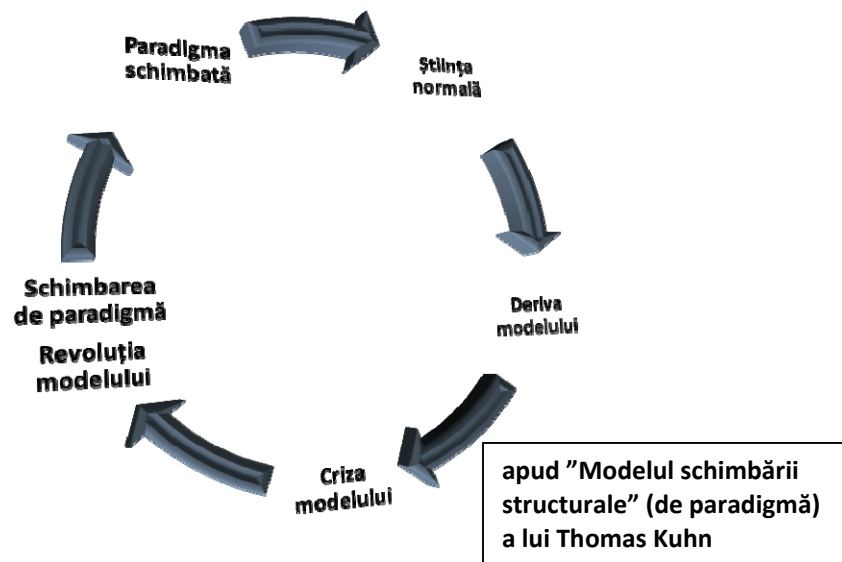 Paradigma
schimbată
Știința
normală
Deriva
modelului
Criza
modelului
Schimbarea
de paradigmă
Revoluția
modelului
apud ”Modelul schimbării
structurale” (de paradigmă)
a lui Thomas Kuhn